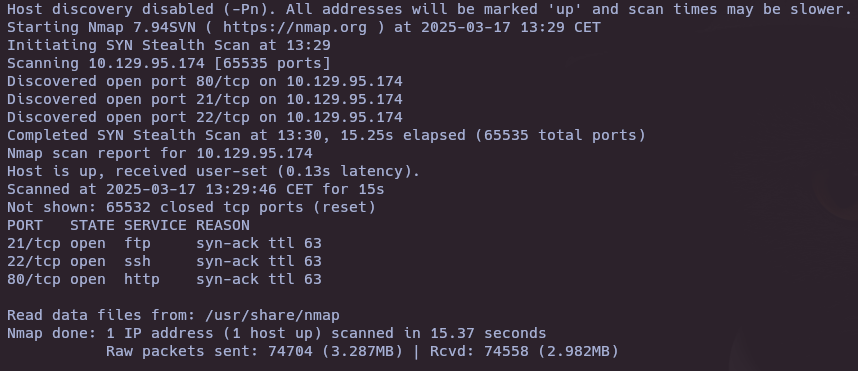 Host discovery disabled (-Pn). All addresses will be marked 'up' and scan times may be slower.
Starting Nmap 7.94SVN ( https://nmap.org ) at 2025-03-17 13:29 CET
Initiating SYN Stealth Scan at 13:29
Scanning 10.129.95.174 [65535 ports]
Discovered open port 80/tcp on 10.129.95.174
Discovered open port 21/tcp on 10.129.95.174
Discovered open port 22/tcp on 10.129.95.174
Completed SYN Stealth Scan at 13:30, 15.25s elapsed (65535 total ports)
Nmap scan report for 10.129.95.174
Host is up, received user-set (0.13s latency).
Scanned at 2025-03-17 13:29:46 CET for 15s
Not shown: 65532 closed tcp ports (reset)
PORT   STATE SERVICE REASON
21/tcp open  ftp     syn-ack ttl 63
22/tcp open  ssh     syn-ack ttl 63
80/tcp open  http    syn-ack ttl 63
Read data files from: /usr/share/nmap
Nmap done: 1 IP address (1 host up) scanned in 15.37 seconds
           Raw packets sent: 74704 (3.287MB) | Rcvd: 74558 (2.982MB)